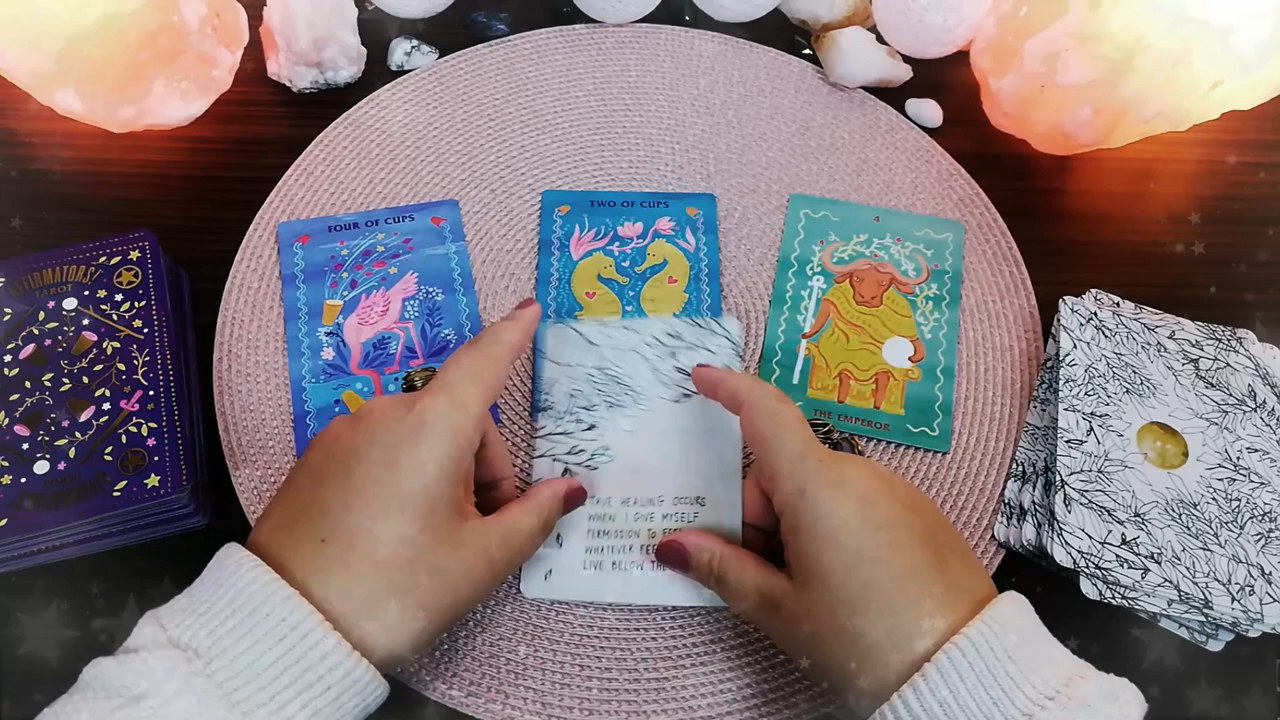 FOUR OF CUPS
TWO OF CUPS
4
THE EMPEROR
AFFIRMATORS!
TAROT
TRUE HEALING OCCURS
WHEN I GIVE MYSELF
PERMISSION TO
WHATEVER
LIVE BELOW THE